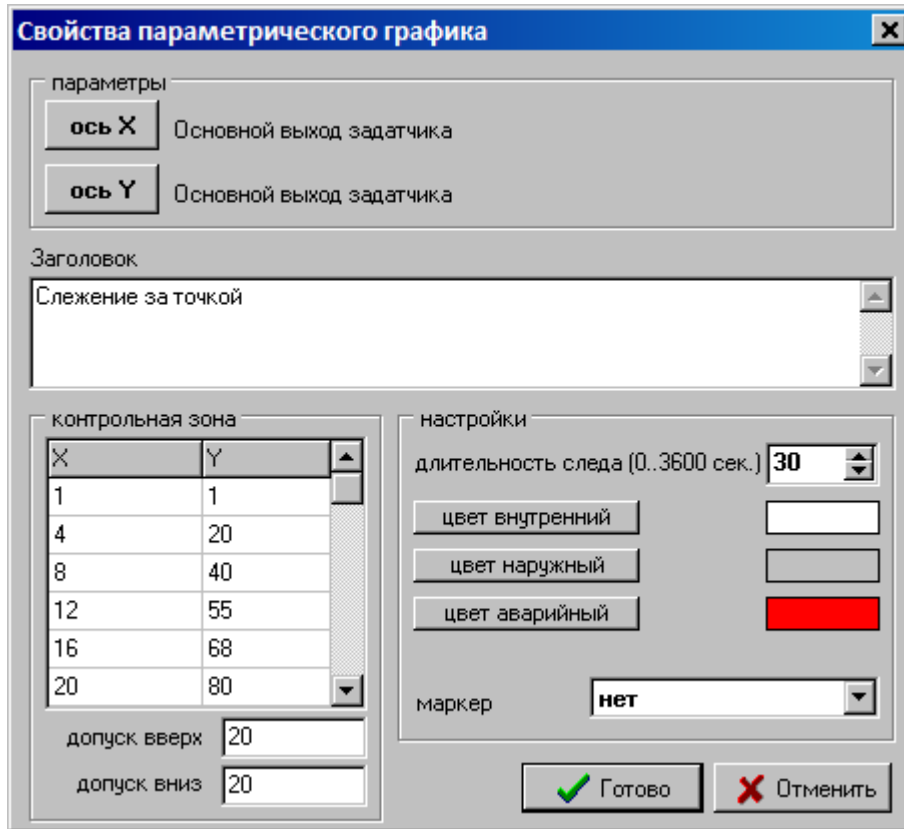 Свойства параметрического графика
параметры
ось X Основной выход задатчика
ось Y Основной выход задатчика
Заголовок
Слежение за точкой
контрольная зона
X Y
1 1
4 20
8 40
12 55
16 68
20 80
допуск вверх 20
допуск вниз 20
настройки
длительность следа (0..3600 сек.) 30
цвет внутренний
цвет наружный
цвет аварийный
маркер нет
Готово Отменить